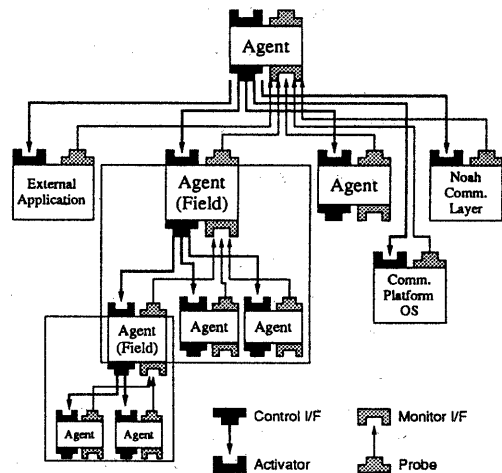 Agent
External
Application
Agent
(Field)
Agent
Noah
Comm.
Layer
Comm.
Platform
OS
Agent
(Field)
Agent
Agent
Agent
Agent
Control I/F
Monitor I/F
Activator
Probe